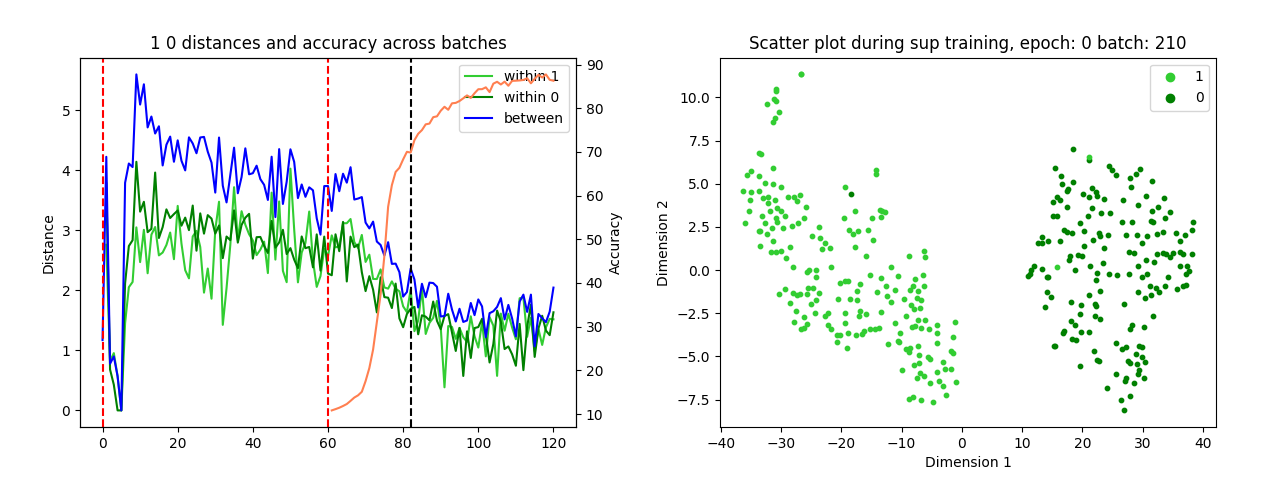 1 0 distances and accuracy across batches
within 1
within 0
between
Distance
5
4
3
2
1
0
90
80
70
60
50
40
30
20
10
Accuracy
0 20 40 60 80 100 120
Scatter plot during sup training, epoch: 0 batch: 210
1
0
Dimension 2
10.0
7.5
5.0
2.5
0.0
−2.5
−5.0
−7.5
−40 −30 −20 −10 0 10 20 30 40
Dimension 1